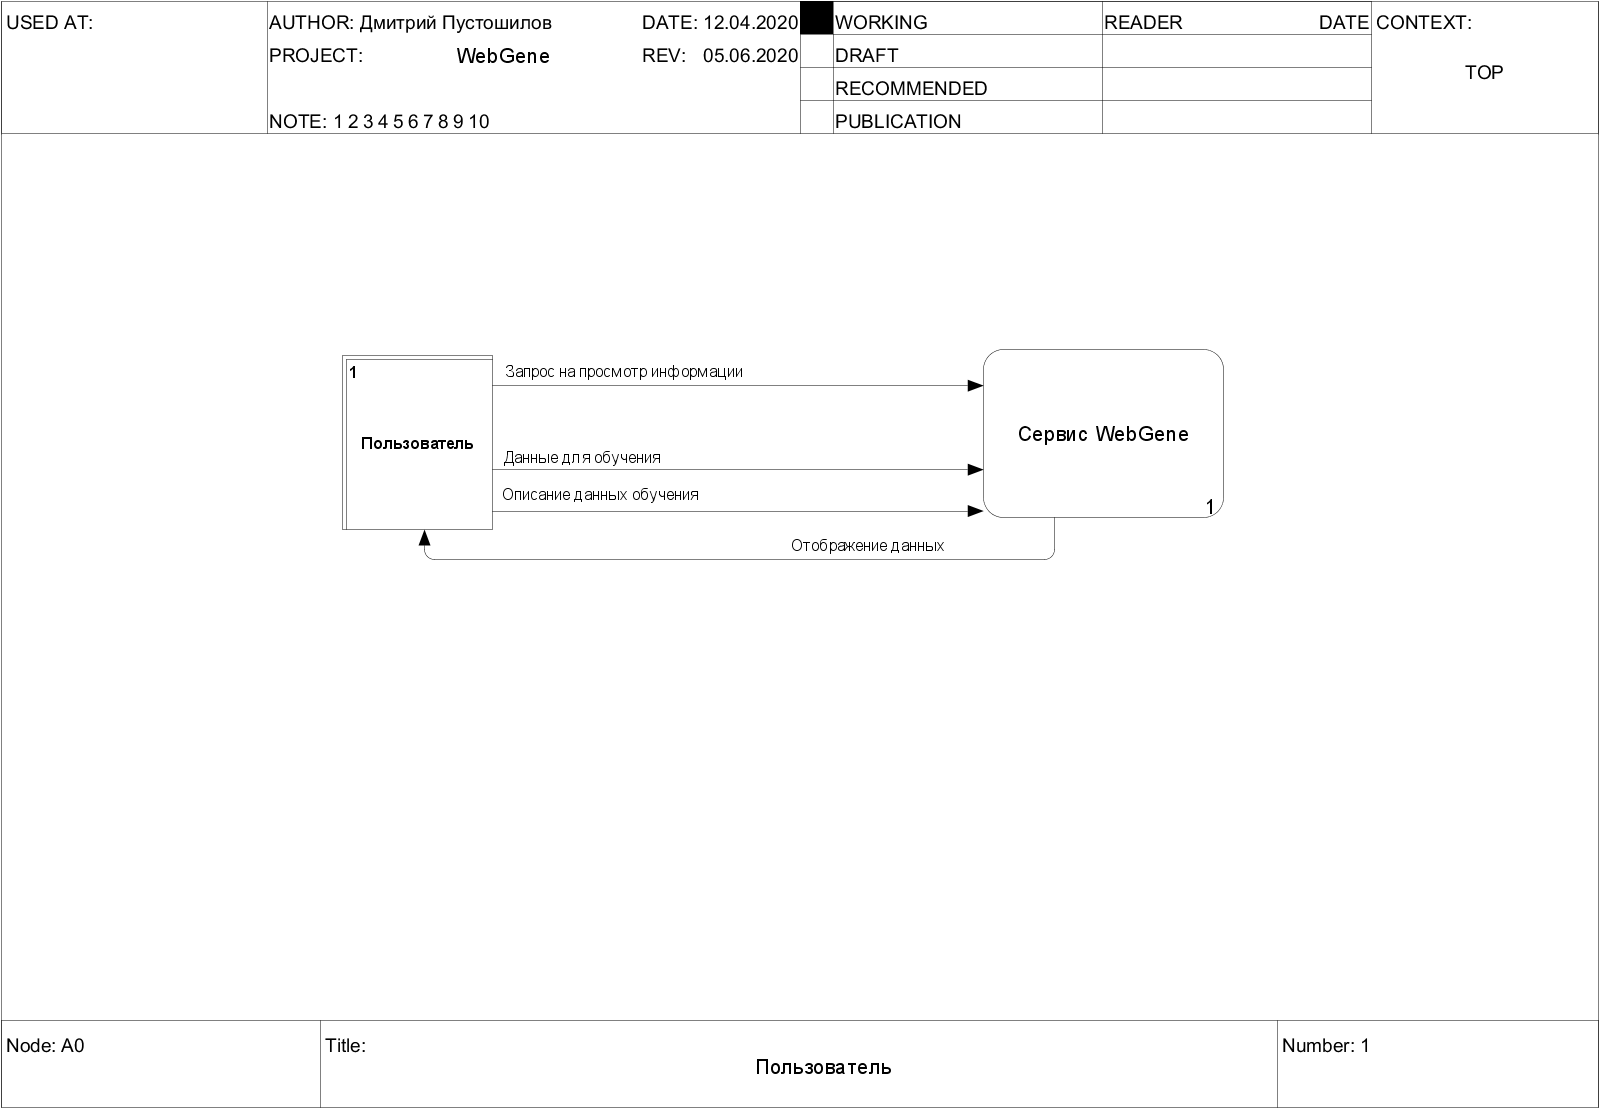 USED AT:
AUTHOR: Дмитрий Пустошилов
DATE: 12.04.2020
PROJECT: WebGene
REV: 05.06.2020
NOTE: 1 2 3 4 5 6 7 8 9 10
WORKING
DRAFT
RECOMMENDED
PUBLICATION
READER DATE
CONTEXT:
TOP
1
Пользователь
Запрос на просмотр информации
Данные для обучения
Описание данных обучения
Отображение данных
Сервис WebGene
1
Node: A0
Title:
Пользователь
Number: 1